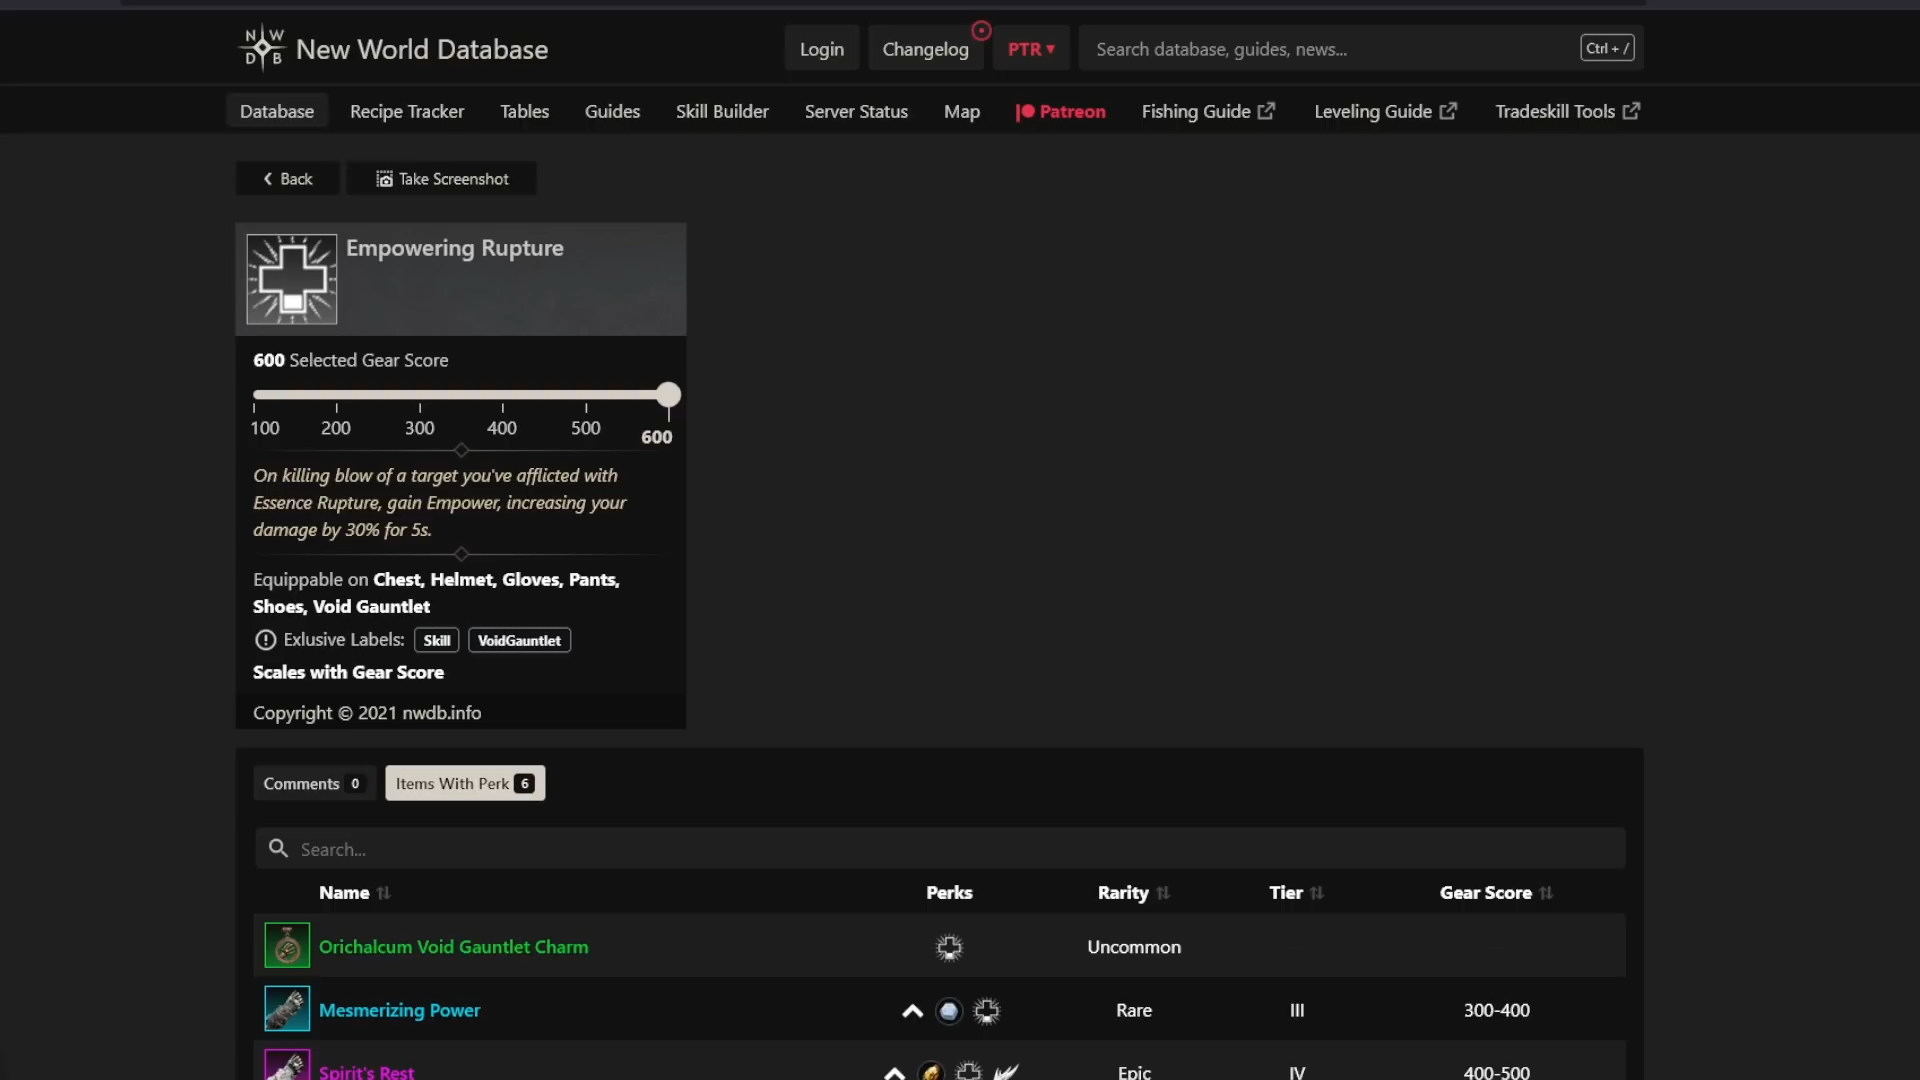 N W
D B
New World Database
Login
Changelog
PTR ▾
Search database, guides, news...
Ctrl + /
Database
Recipe Tracker
Tables
Guides
Skill Builder
Server Status
Map
Patreon
Fishing Guide
Leveling Guide
Tradeskill Tools
Back
Take Screenshot
Empowering Rupture
600 Selected Gear Score
100 200 300 400 500 600
On killing blow of a target you've afflicted with
Essence Rupture, gain Empower, increasing your
damage by 30% for 5s.
Equippable on Chest, Helmet, Gloves, Pants,
Shoes, Void Gauntlet
Exlusive Labels: Skill VoidGauntlet
Scales with Gear Score
Copyright © 2021 nwdb.info
Comments 0
Items With Perk 6
Search...
Name Perks Rarity Tier Gear Score
Orichalcum Void Gauntlet Charm Uncommon
Mesmerizing Power Rare III 300-400
Spirit's Rest Epic IV 400-500